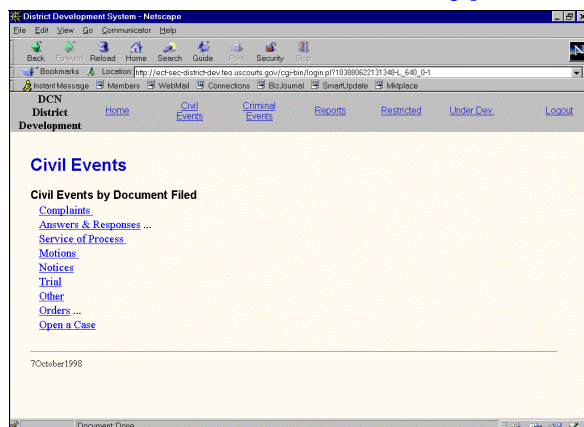 District Development System - Netscape
File Edit View Go Communicator Help
Back Forward Reload Home Search Guide Print Security Stop
Bookmarks Location: http://ect-sec-district-dev.teo.uscourts.gov/cgi-bin/login.pl?103880622131348-L_640_0-1
Instant Message Members WebMail Connections BizJournal SmartUpdate Mktplace
DCN District Development Home Civil Events Criminal Events Reports Restricted Under Dev. Logout
Civil Events
Civil Events by Document Filed
Complaints
Answers & Responses ...
Service of Process
Motions
Notices
Trial
Other
Orders ...
Open a Case
7October1998
Document: Done